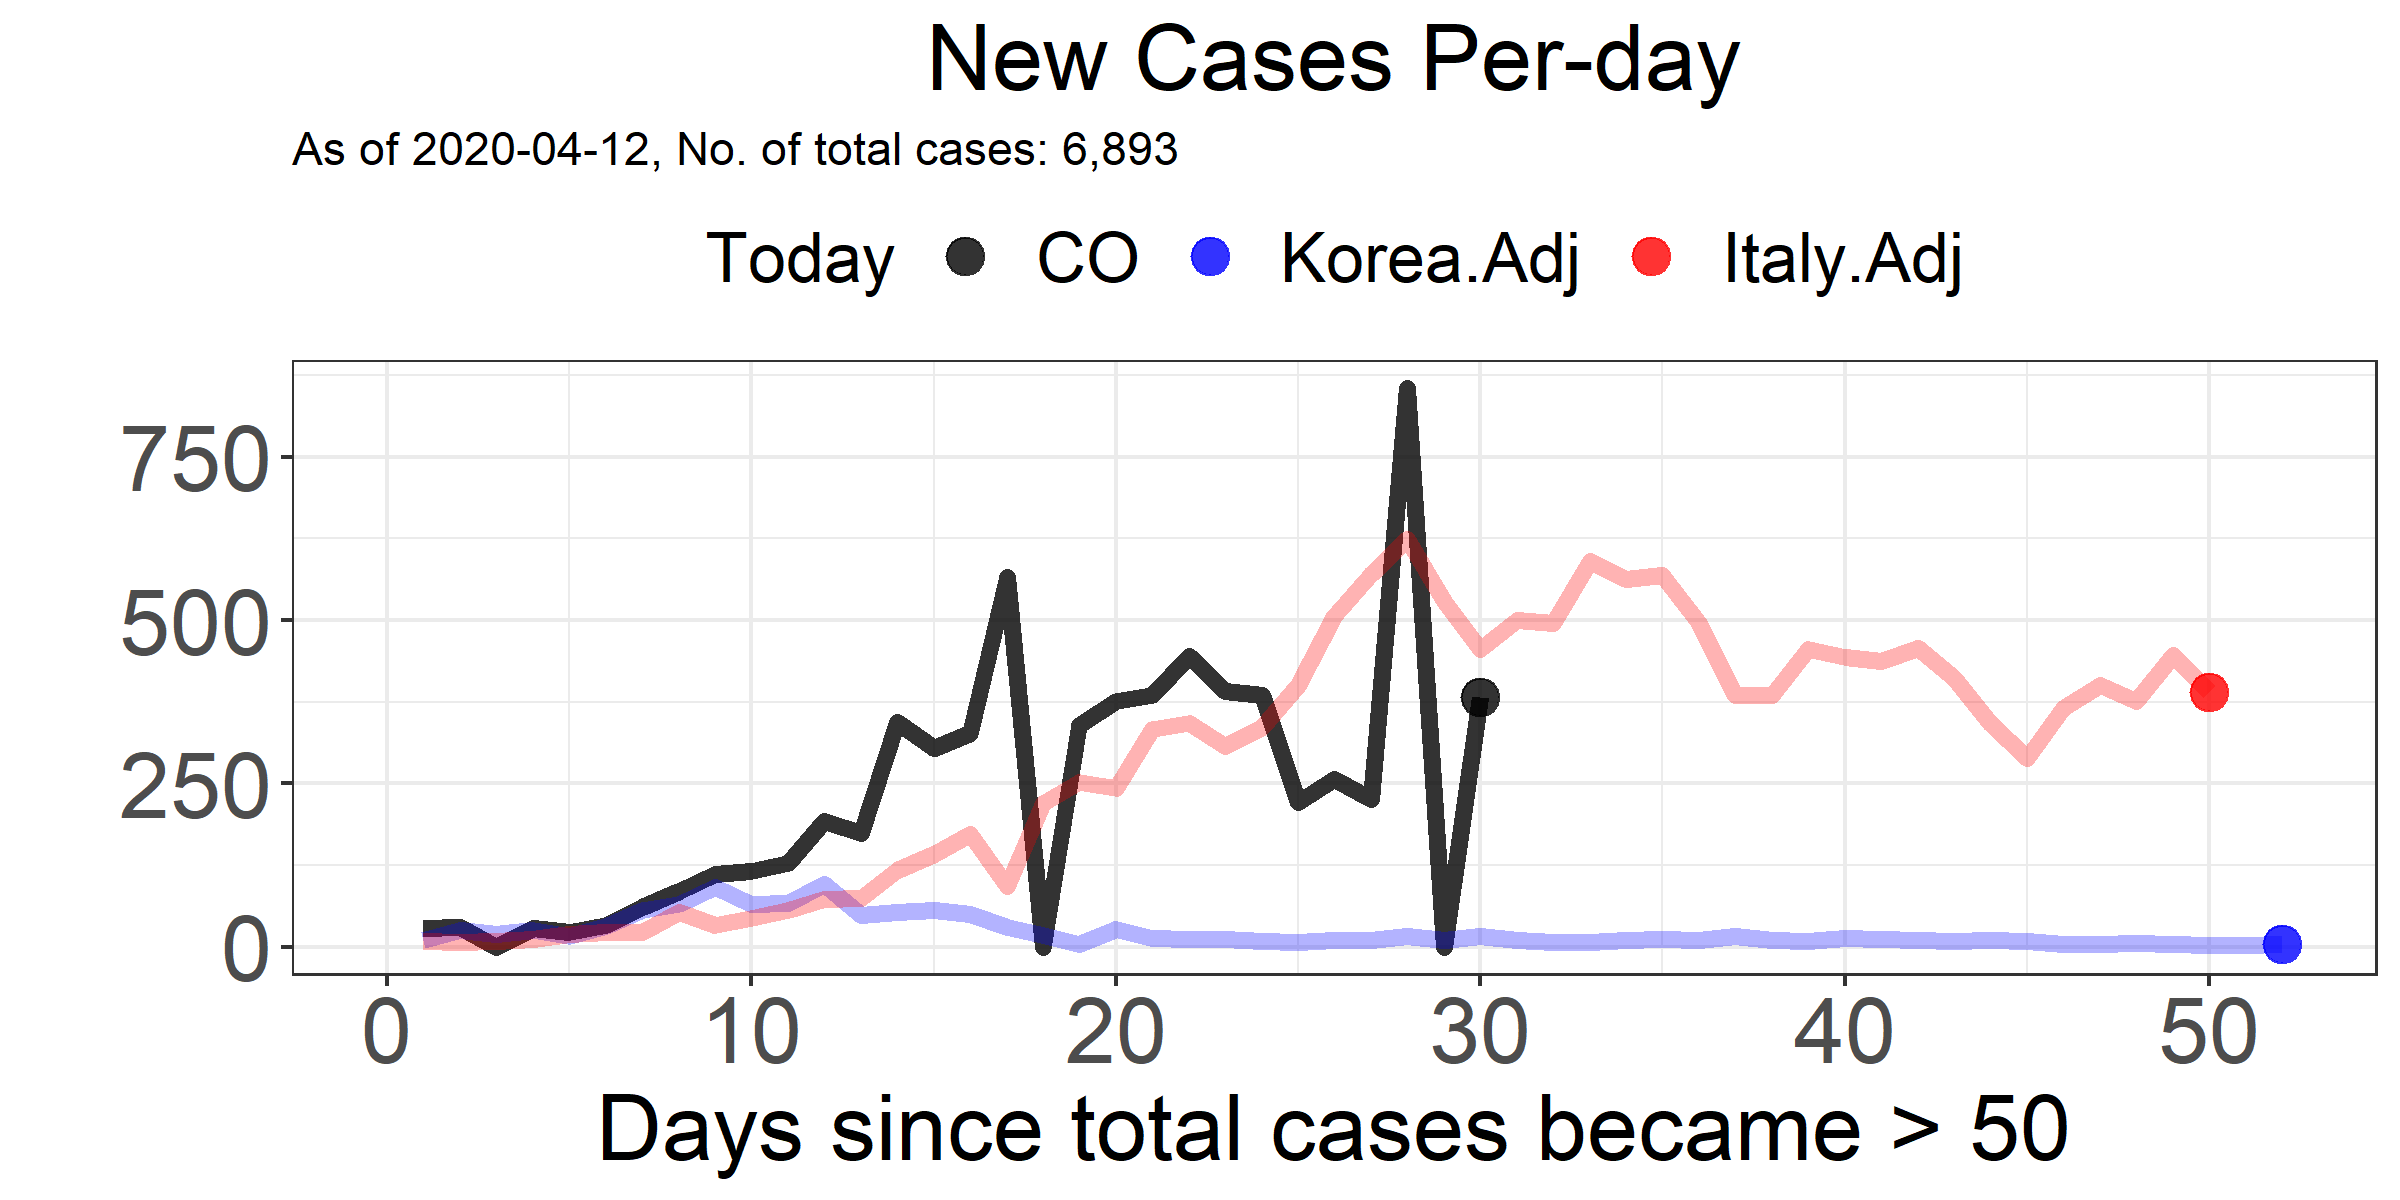 New Cases Per-day
As of 2020-04-12, No. of total cases: 6,893
Today CO Korea.Adj Italy.Adj
750
500
250
0
0 10 20 30 40 50
Days since total cases became > 50